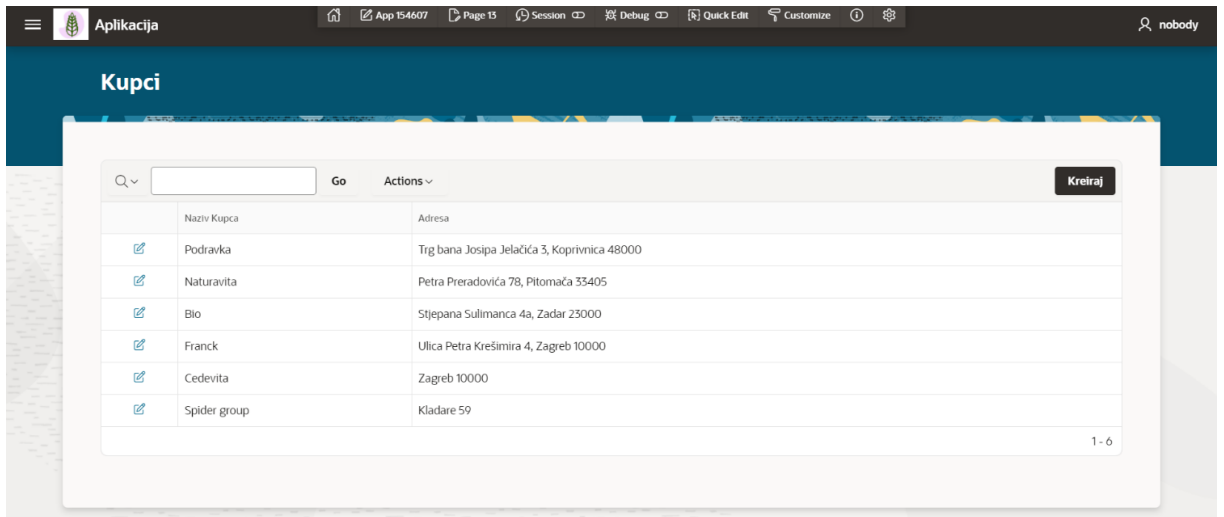 Aplikacija App 154607 Page 13 Session Debug Quick Edit Customize nobody
Kupci
Go Actions Kreiraj
Naziv Kupca Adresa
Podravka Trg bana Josipa Jelačića 3, Koprivnica 48000
Naturavita Petra Preradovića 78, Pitomača 33405
Bio Stjepana Sulimanca 4a, Zadar 23000
Franck Ulica Petra Krešimira 4, Zagreb 10000
Cedevita Zagreb 10000
Spider group Kladare 59
1 - 6